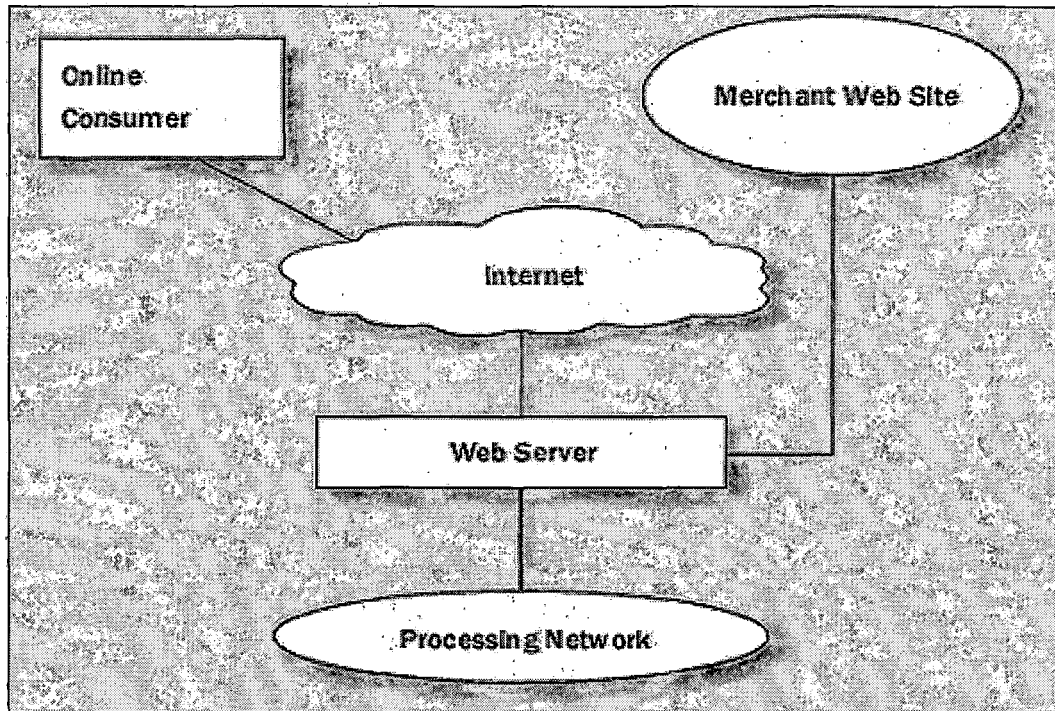 Online
Consumer
Merchant Web Site
Internet
Web Server
Processing Network